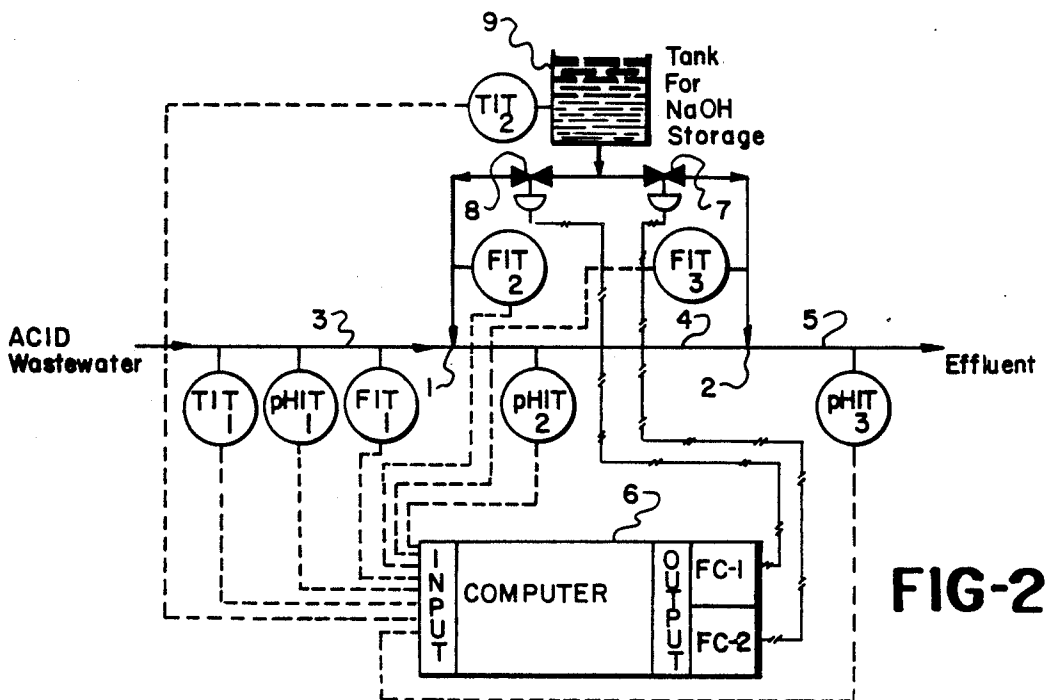 9
Tank
For
NaOH
Storage
TIT
2
8
7
FIT
2
FIT
3
ACID
Wastewater
3
1
4
2
5
Effluent
TIT
1
pHIT
1
FIT
1
pHIT
2
pHIT
3
6
INPUT
COMPUTER
OUTPUT
FC-1
FC-2
FIG-2